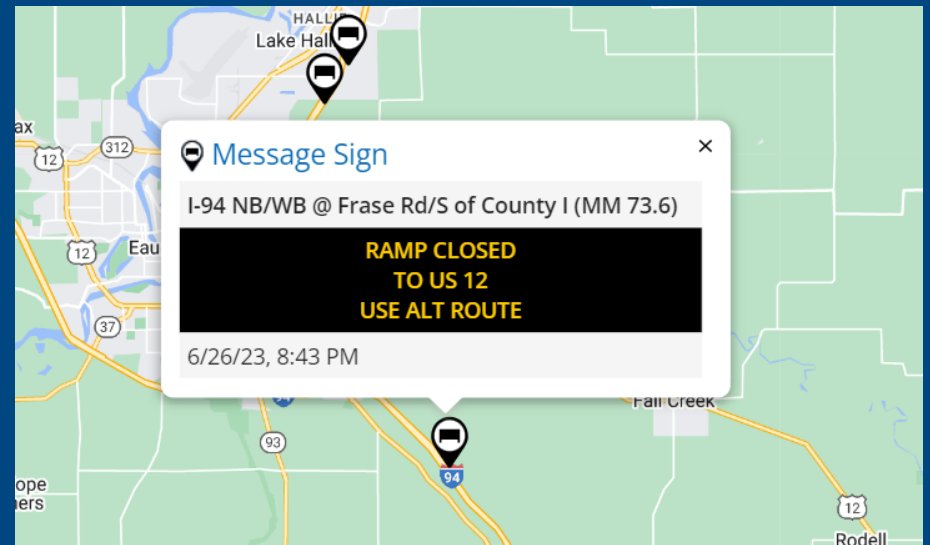 HALLIE
Lake Hall
ax
312
12
Message Sign
×
I-94 NB/WB @ Frase Rd/S of County I (MM 73.6)
12
Eau
RAMP CLOSED
TO US 12
USE ALT ROUTE
37
6/26/23, 8:43 PM
Fall Creek
93
94
ope
ners
12
Rodell